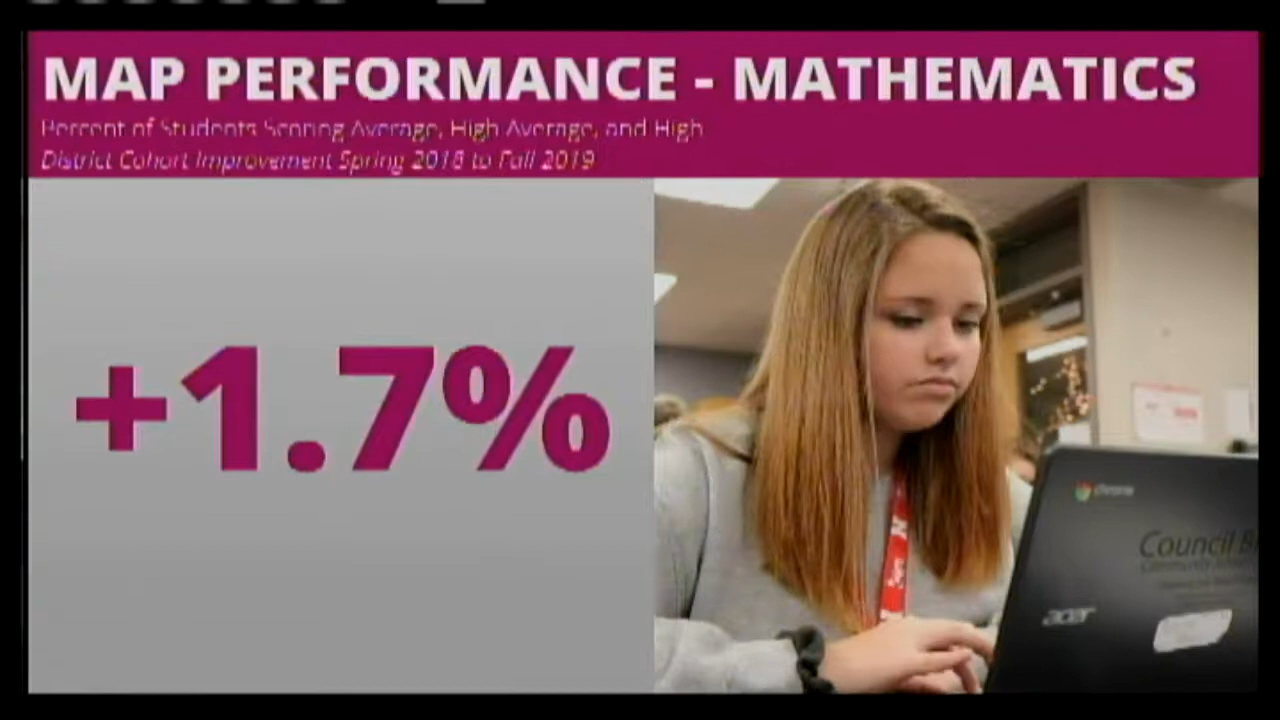 MAP PERFORMANCE - MATHEMATICS
Percent of Students Scoring Average, High Average, and High
District Cohort Improvement Spring 2018 to Fall 2019
+1.7%
chrome
Council
acer
N